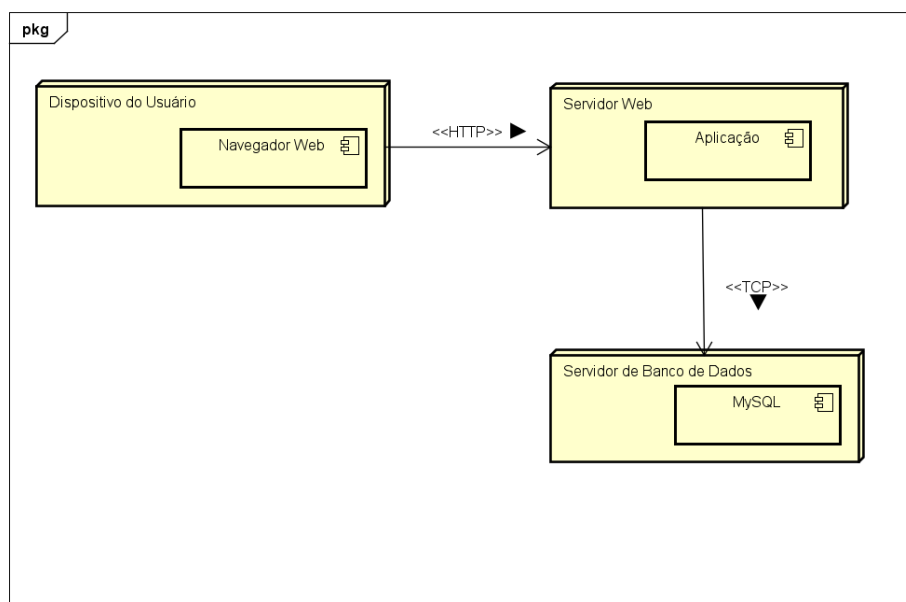 pkg
Dispositivo do Usuário
Navegador Web
<<HTTP>>
Servidor Web
Aplicação
<<TCP>>
Servidor de Banco de Dados
MySQL